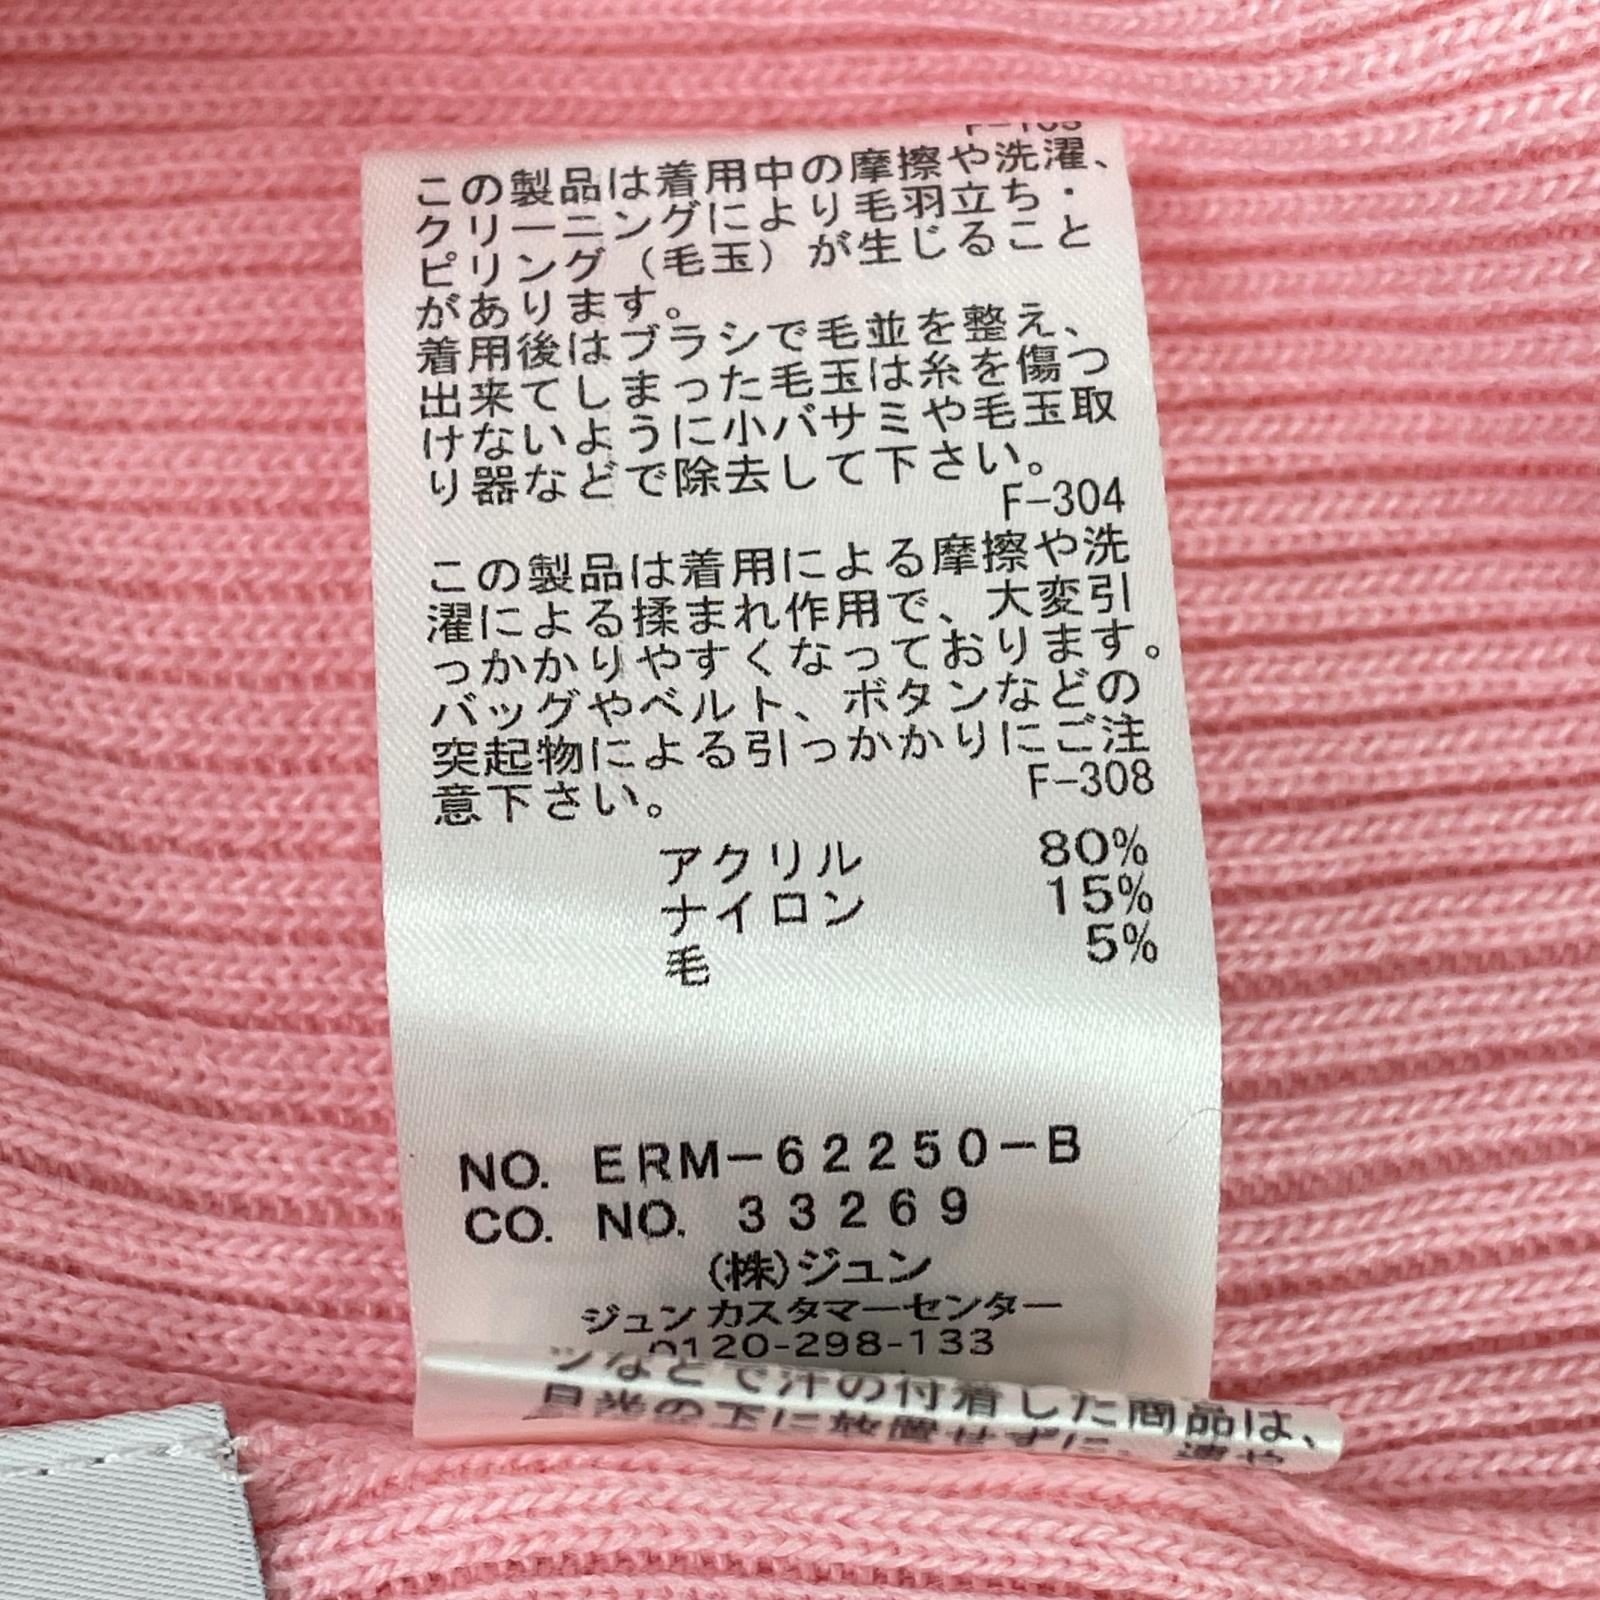 この製品は着用中の摩擦や洗濯、
クリーニングにより毛羽立ち・
ピリング（毛玉）が生じること
があります。
着用後はブラシで毛並を整え、
出来てしまった毛玉は糸を傷つ
けないように小バサミや毛玉取
り器などで除去して下さい。
F-304
この製品は着用による摩擦や洗
濯による揉まれ作用で、大変引
っかかりやすくなっております。
バッグやベルト、ボタンなどの
突起物による引っかかりにご注
意下さい。
F-308
アクリル 80%
ナイロン 15%
毛 5%
NO. ERM-62250-B
CO. NO. 33269
(株)ジュン
ジュンカスタマーセンター
0120-298-133
などで汗の付着した商品は、